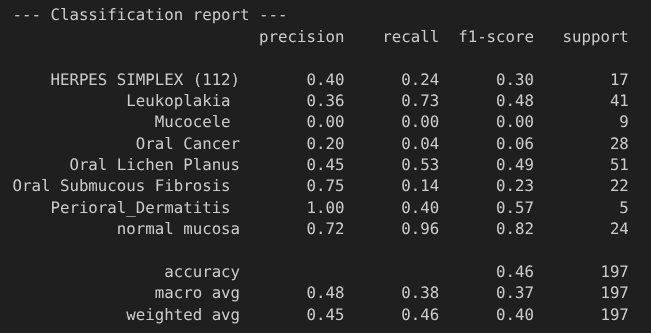 --- Classification report ---
precision recall f1-score support
HERPES SIMPLEX (112) 0.40 0.24 0.30 17
Leukoplakia 0.36 0.73 0.48 41
Mucocele 0.00 0.00 0.00 9
Oral Cancer 0.20 0.04 0.06 28
Oral Lichen Planus 0.45 0.53 0.49 51
Oral Submucous Fibrosis 0.75 0.14 0.23 22
Perioral_Dermatitis 1.00 0.40 0.57 5
normal mucosa 0.72 0.96 0.82 24
accuracy 0.46 197
macro avg 0.48 0.38 0.37 197
weighted avg 0.45 0.46 0.40 197